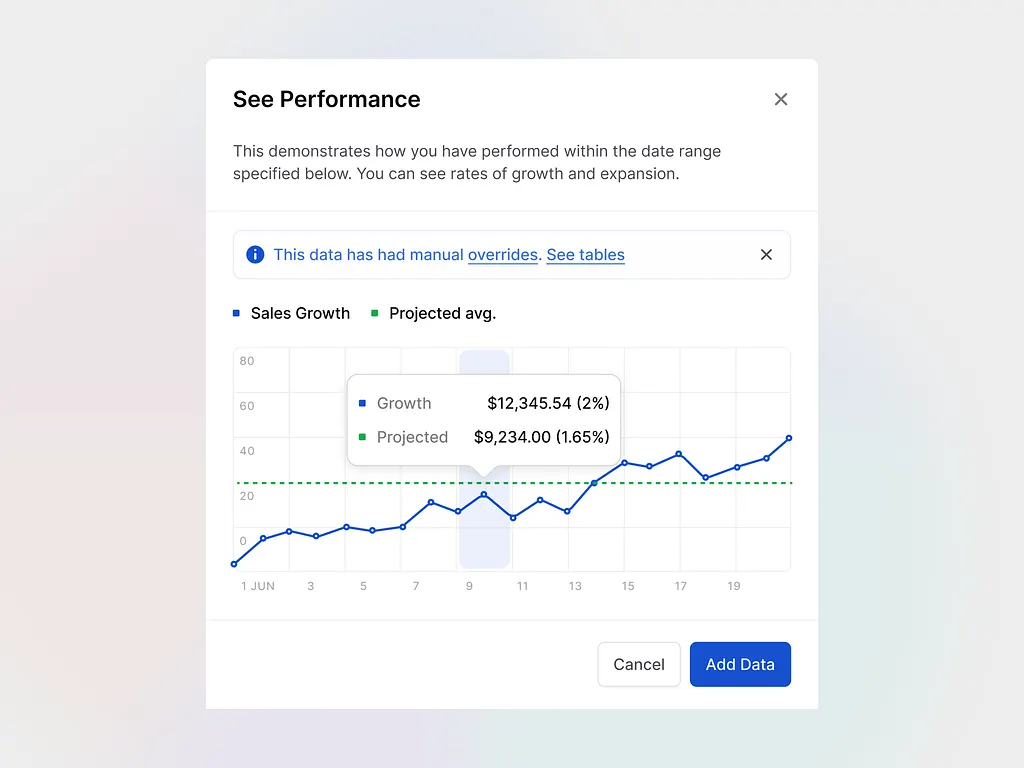 See Performance
This demonstrates how you have performed within the date range
specified below. You can see rates of growth and expansion.
This data has had manual overrides. See tables
Sales Growth Projected avg.
80
60
40
20
0
Growth $12,345.54 (2%)
Projected $9,234.00 (1.65%)
1 JUN 3 5 7 9 11 13 15 17 19
Cancel Add Data